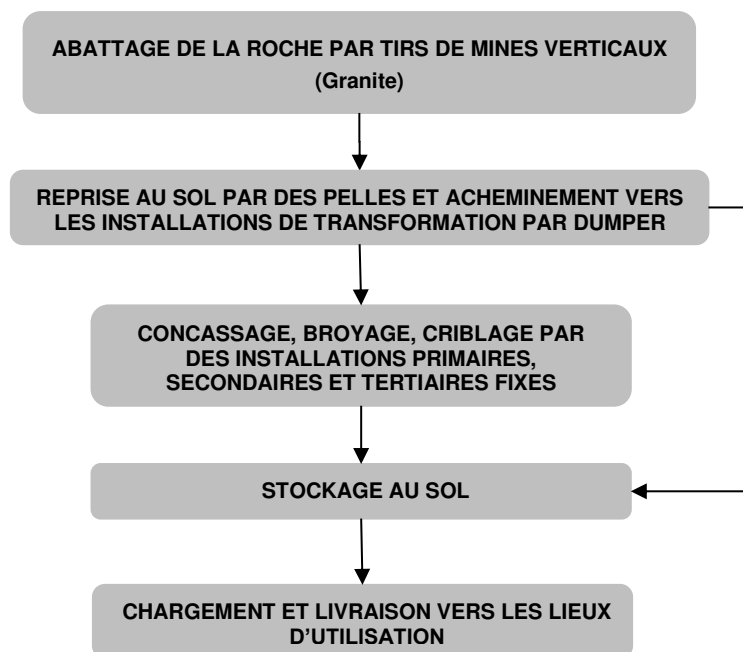 ABATTAGE DE LA ROCHE PAR TIRS DE MINES VERTICAUX
(Granite)
REPRISE AU SOL PAR DES PELLES ET ACHEMINEMENT VERS
LES INSTALLATIONS DE TRANSFORMATION PAR DUMPER
CONCASSAGE, BROYAGE, CRIBLAGE PAR
DES INSTALLATIONS PRIMAIRES,
SECONDAIRES ET TERTIAIRES FIXES
STOCKAGE AU SOL
CHARGEMENT ET LIVRAISON VERS LES LIEUX
D'UTILISATION